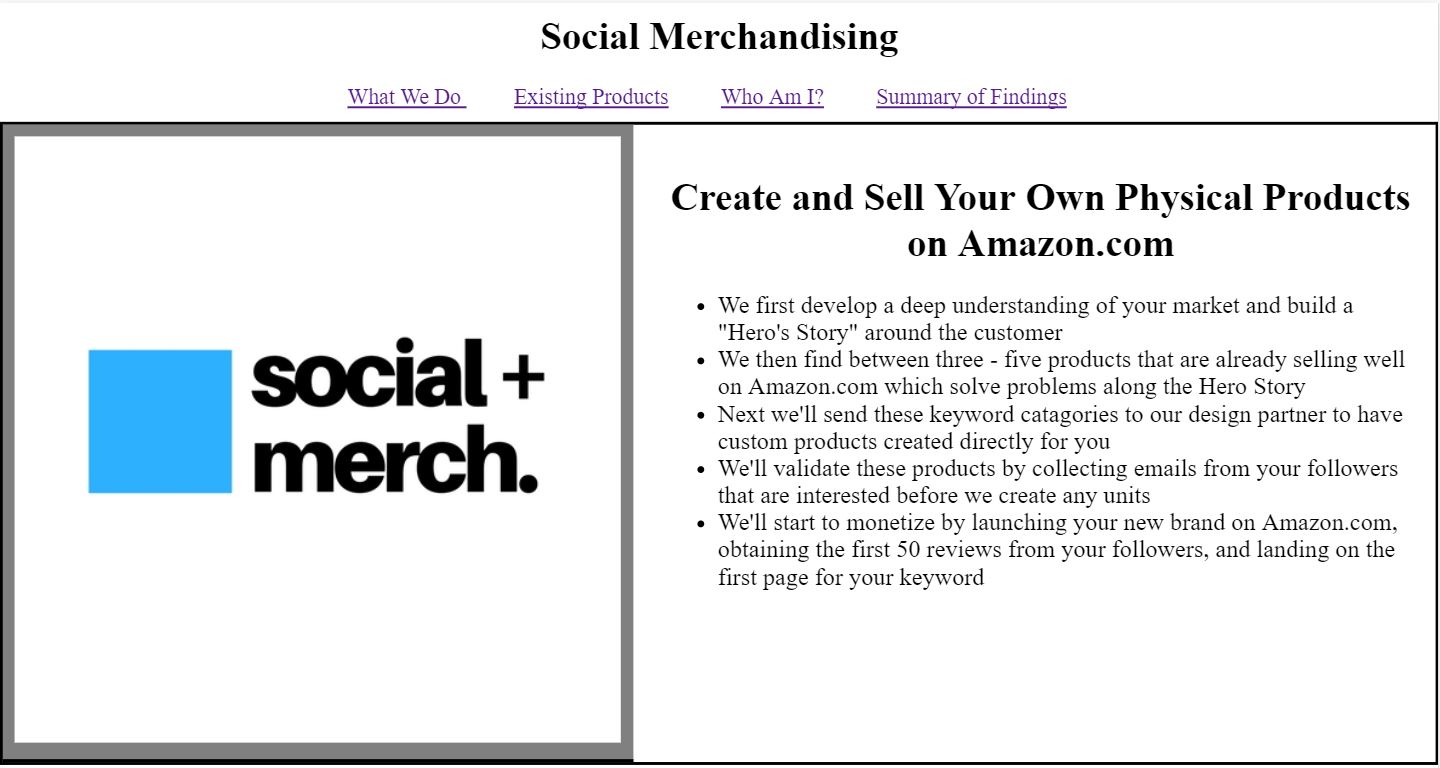 Social Merchandising
What We Do Existing Products Who Am I? Summary of Findings
social +
merch.
Create and Sell Your Own Physical Products
on Amazon.com
• We first develop a deep understanding of your market and build a
"Hero's Story" around the customer
• We then find between three - five products that are already selling well
on Amazon.com which solve problems along the Hero Story
• Next we'll send these keyword catagories to our design partner to have
custom products created directly for you
• We'll validate these products by collecting emails from your followers
that are interested before we create any units
• We'll start to monetize by launching your new brand on Amazon.com,
obtaining the first 50 reviews from your followers, and landing on the
first page for your keyword